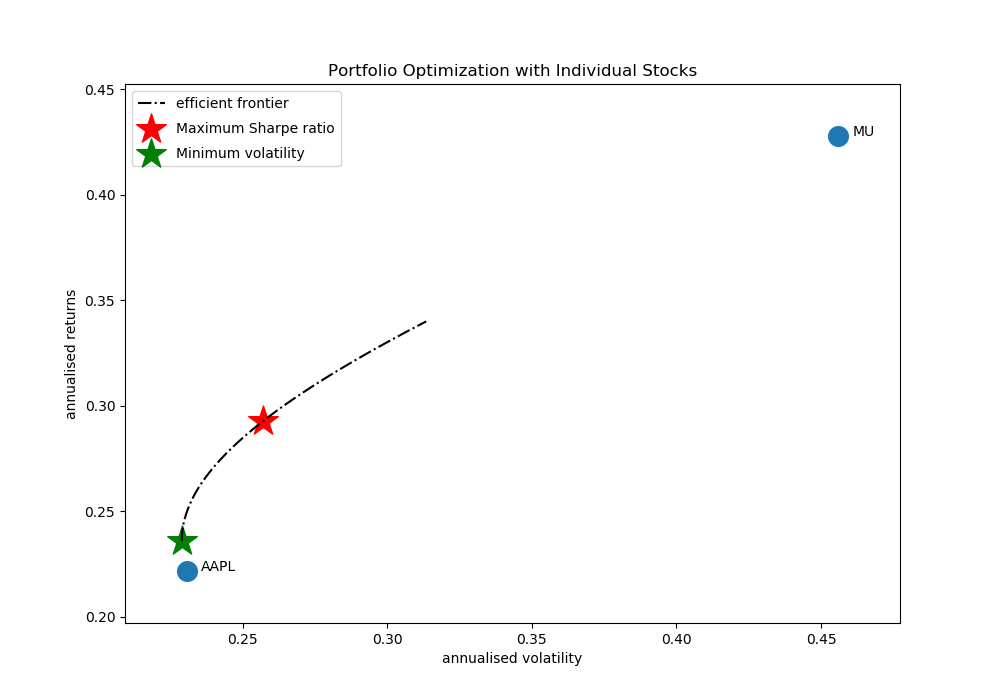 Portfolio Optimization with Individual Stocks
efficient frontier
Maximum Sharpe ratio
Minimum volatility
MU
AAPL
0.45
0.40
0.35
0.30
0.25
0.20
annualised returns
0.25 0.30 0.35 0.40 0.45
annualised volatility